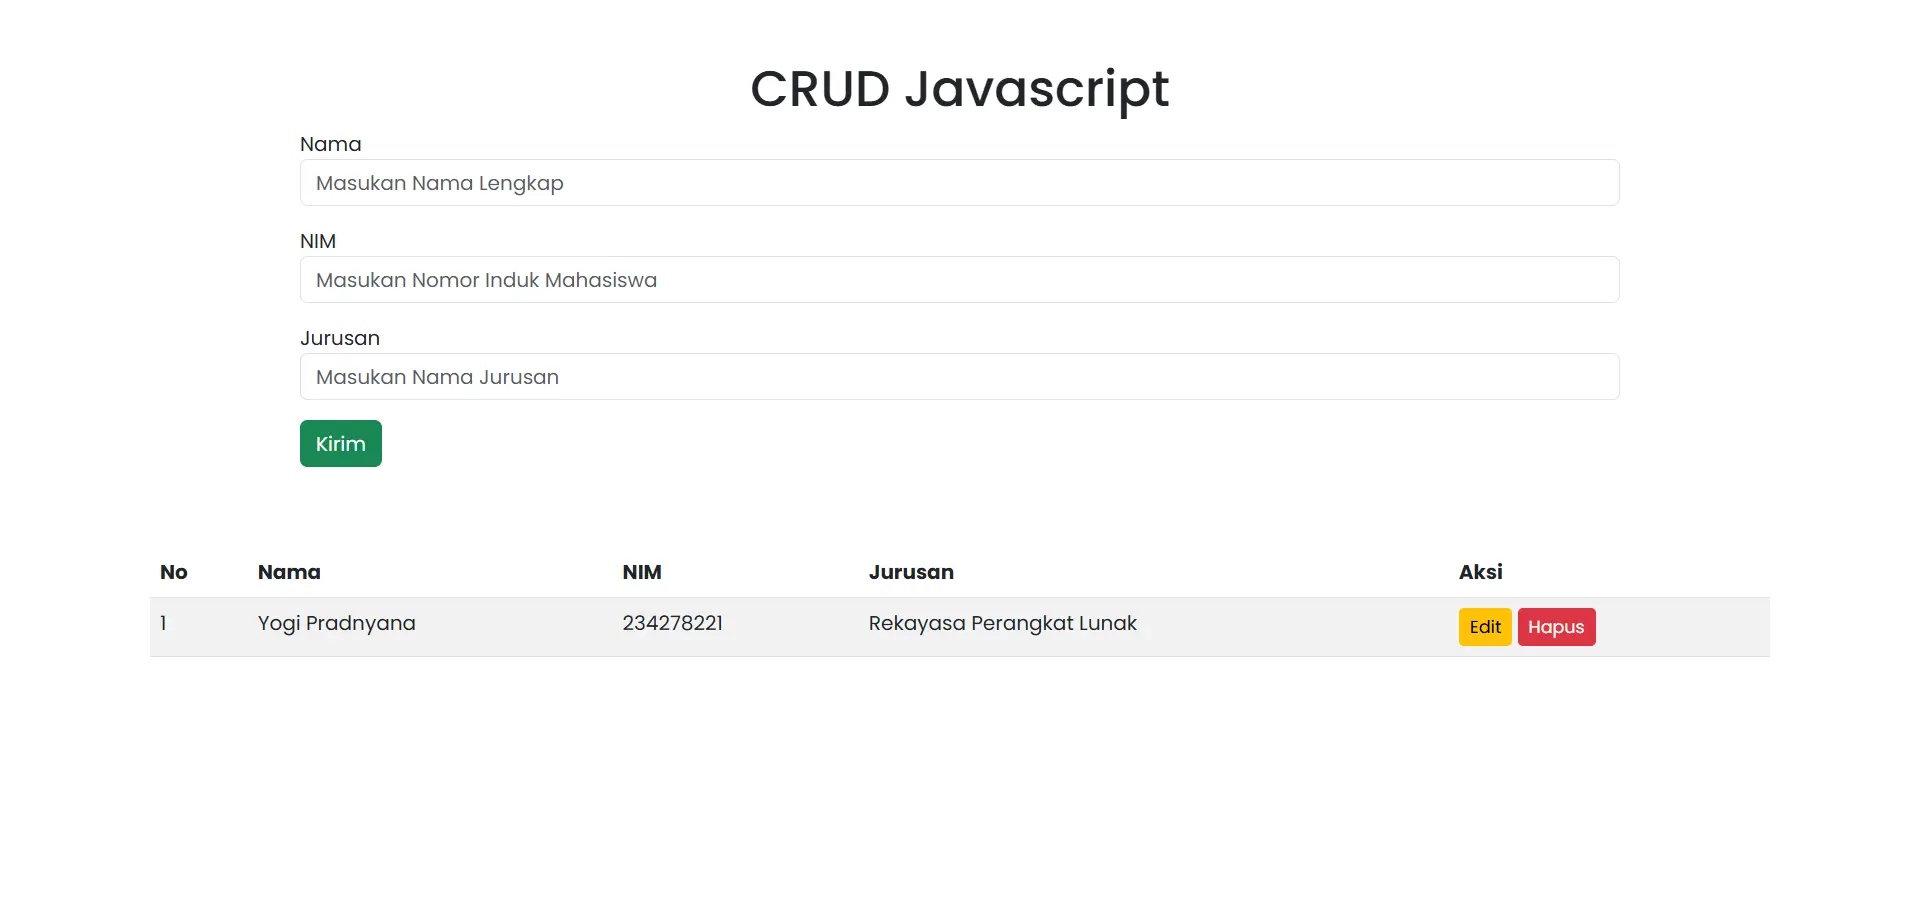 CRUD Javascript
Nama
Masukan Nama Lengkap
NIM
Masukan Nomor Induk Mahasiswa
Jurusan
Masukan Nama Jurusan
Kirim
No Nama NIM Jurusan Aksi
1 Yogi Pradnyana 234278221 Rekayasa Perangkat Lunak Edit Hapus